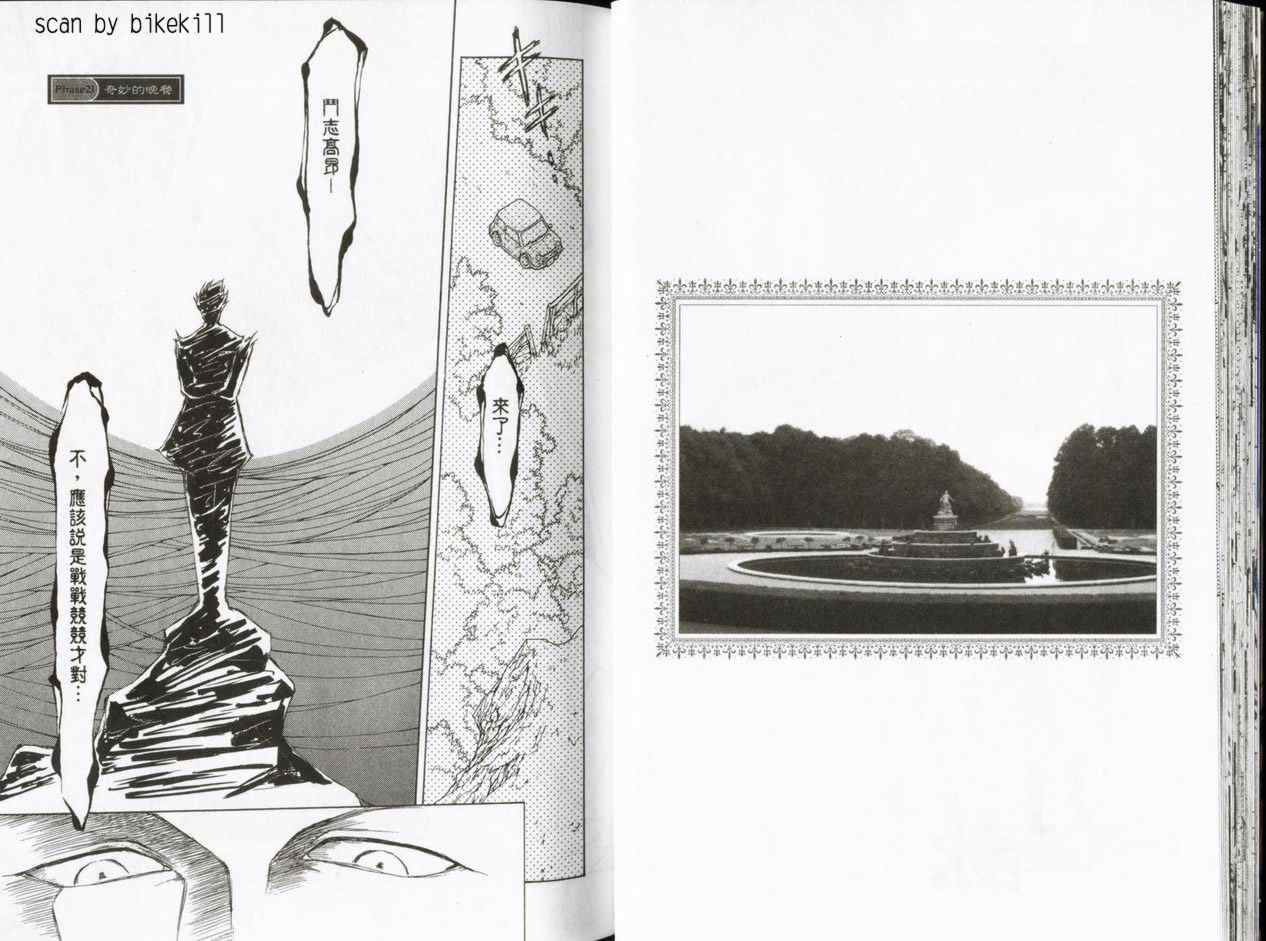 scan by bikekill
Phase21 奇妙的晚餐
キキ
來了…
鬥志高昂—
不，應該說是戰戰兢兢才對…